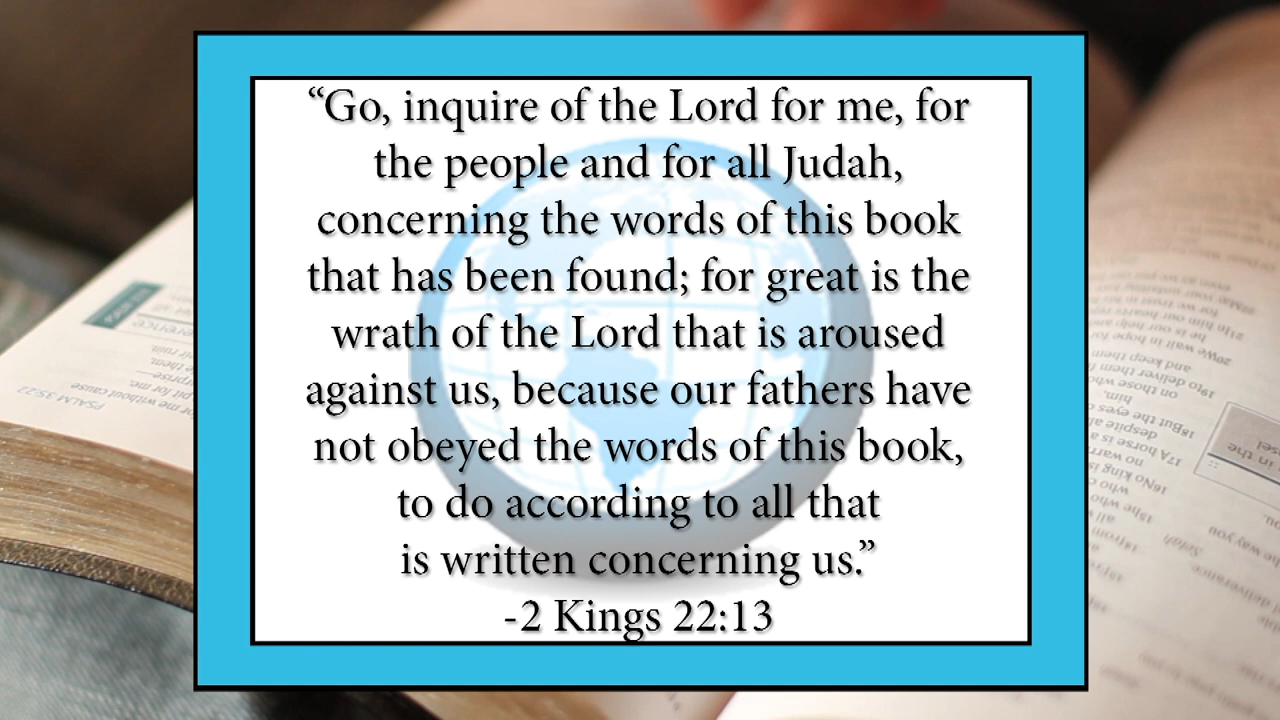 “Go, inquire of the Lord for me, for
the people and for all Judah,
concerning the words of this book
that has been found; for great is the
wrath of the Lord that is aroused
against us, because our fathers have
not obeyed the words of this book,
to do according to all that
is written concerning us.”
-2 Kings 22:13
PSALM 35:22